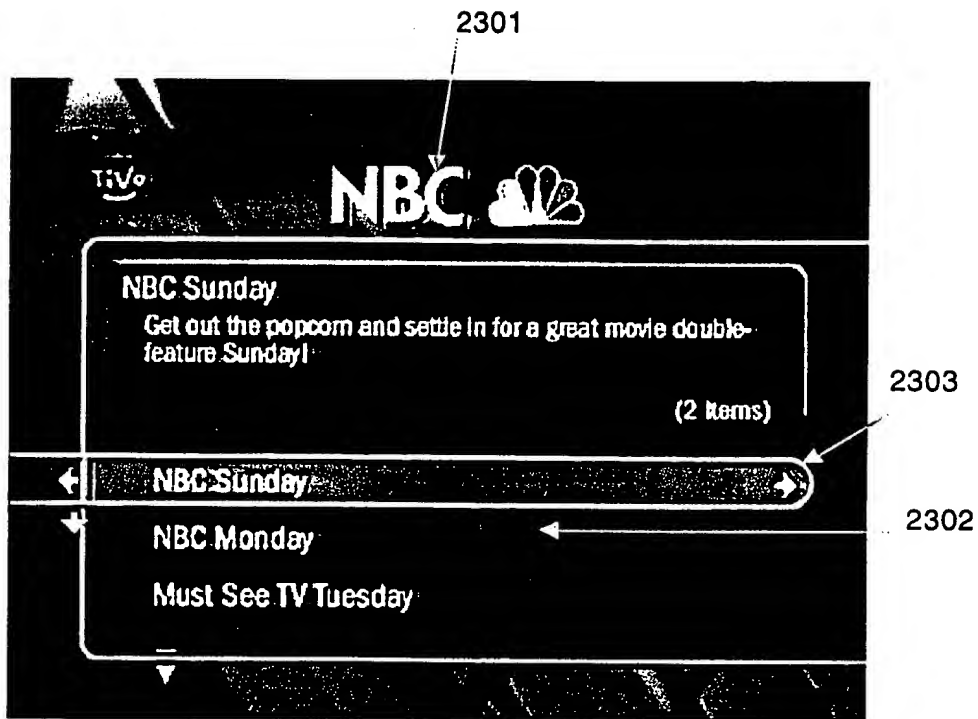 2301
TiVo
NBC
NBC Sunday
Get out the popcorn and settle in for a great movie double-
feature Sunday!
(2 Items)
2303
NBC Sunday
2302
NBC Monday
Must See TV Tuesday